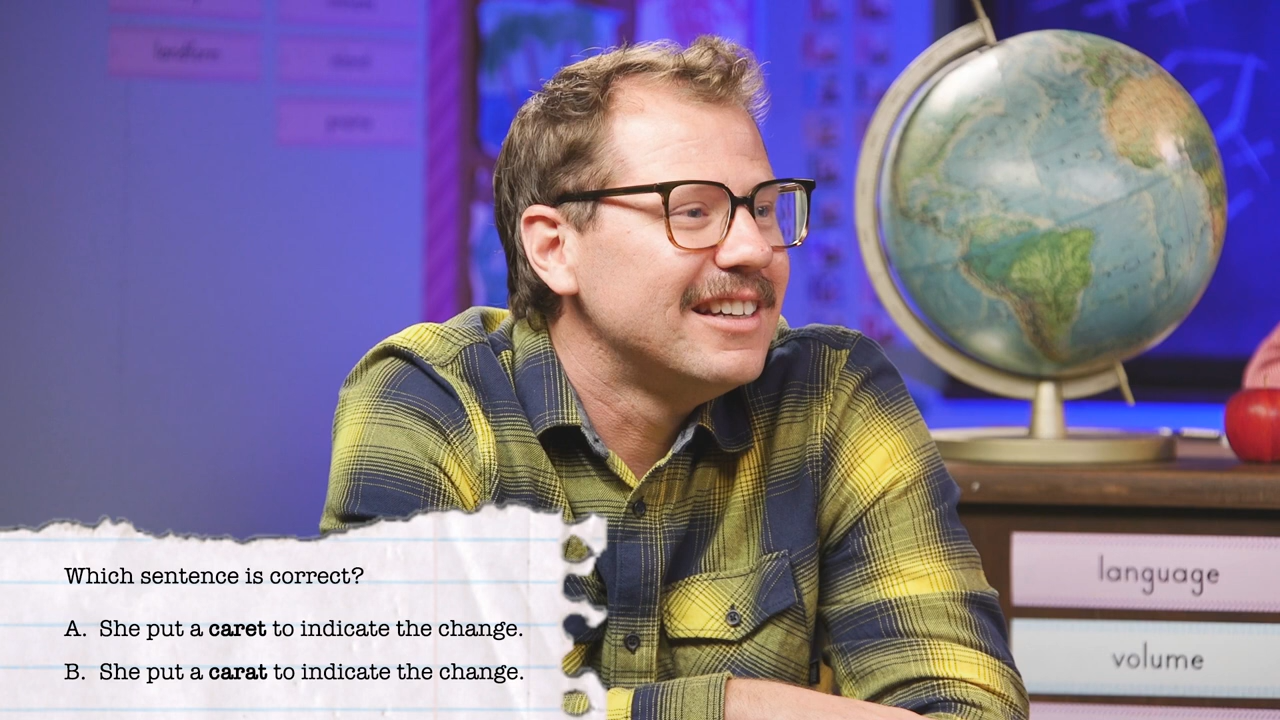 Which sentence is correct?
A. She put a caret to indicate the change.
B. She put a carat to indicate the change.
language
volume